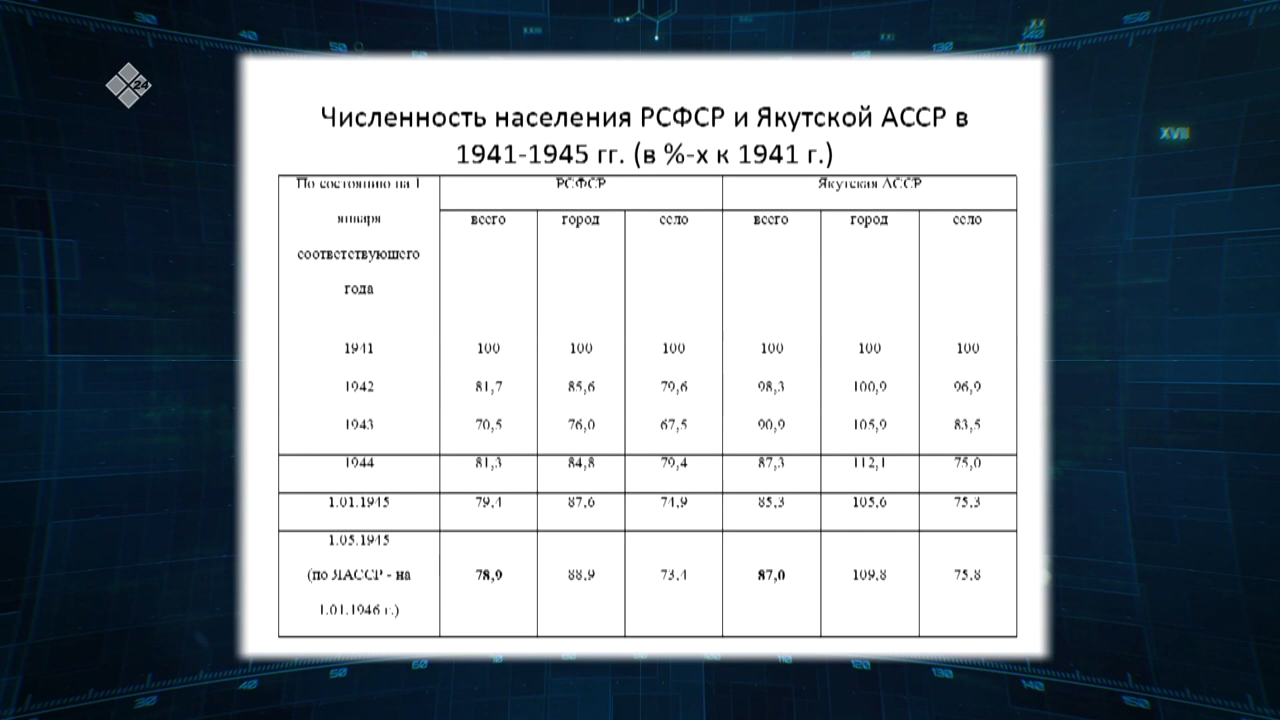 24
XVIII
Численность населения РСФСР и Якутской АССР в
1941-1945 гг. (в %-х к 1941 г.)
По состоянию на 1 января соответствующего года РСФСР Якутская АССР
всего город село всего город село
1941 100 100 100 100 100 100
1942 81,7 85,6 79,6 98,3 100,9 96,9
1943 70,5 76,0 67,5 90,9 105,9 83,5
1944 81,3 84,8 79,4 87,3 112,1 75,0
1.01.1945 79,4 87,6 74,9 85,3 105,6 75,3
1.05.1945
(по ЯАССР - на 78,9 88,9 73,4 87,0 109,8 75,8
1.01.1946 г.)